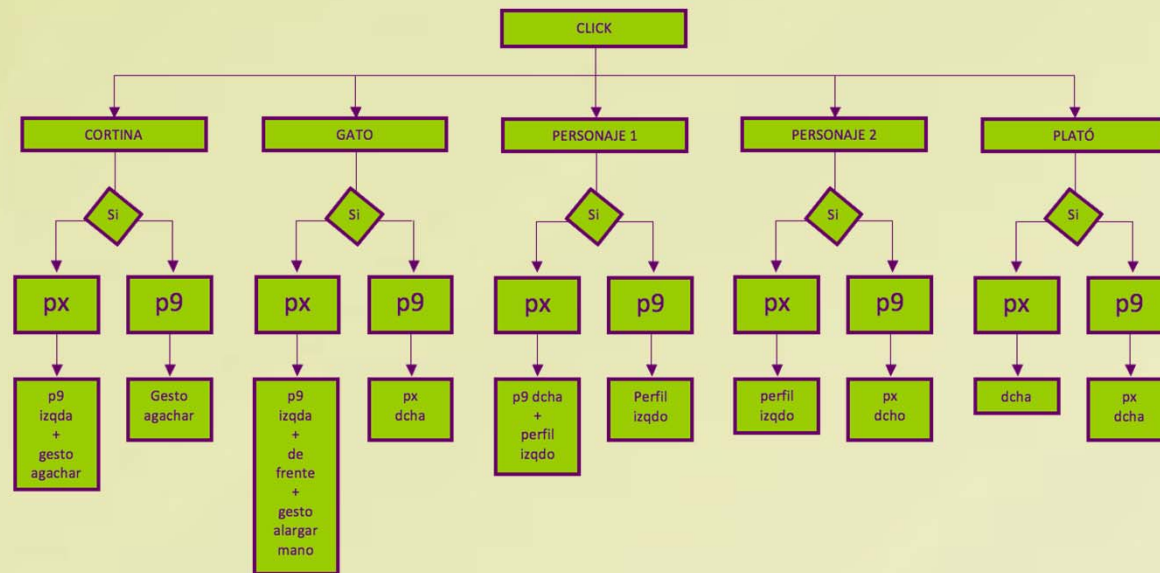 CLICK
CORTINA
GATO
PERSONAJE 1
PERSONAJE 2
PLATÓ
Si
Si
Si
Si
Si
px
p9
px
p9
px
p9
px
p9
px
p9
p9
izqda
+
gesto
agachar
Gesto
agachar
p9
izqda
+
de
frente
+
gesto
alargar
mano
px
dcha
p9 dcha
+
perfil
izqdo
Perfil
izqdo
perfil
izqdo
px
dcho
dcha
px
dcha